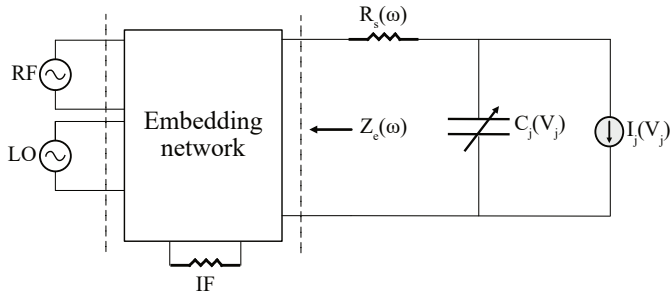 R_s(ω)
RF
LO
Embedding
network
Z_e(ω)
C_j(V_j)
I_j(V_j)
IF